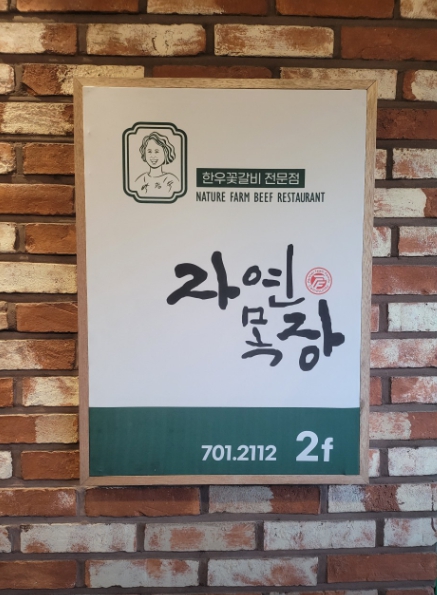 한우꽃갈비 전문점
NATURE FARM BEEF RESTAURANT
자연
목장
701.2112 2f